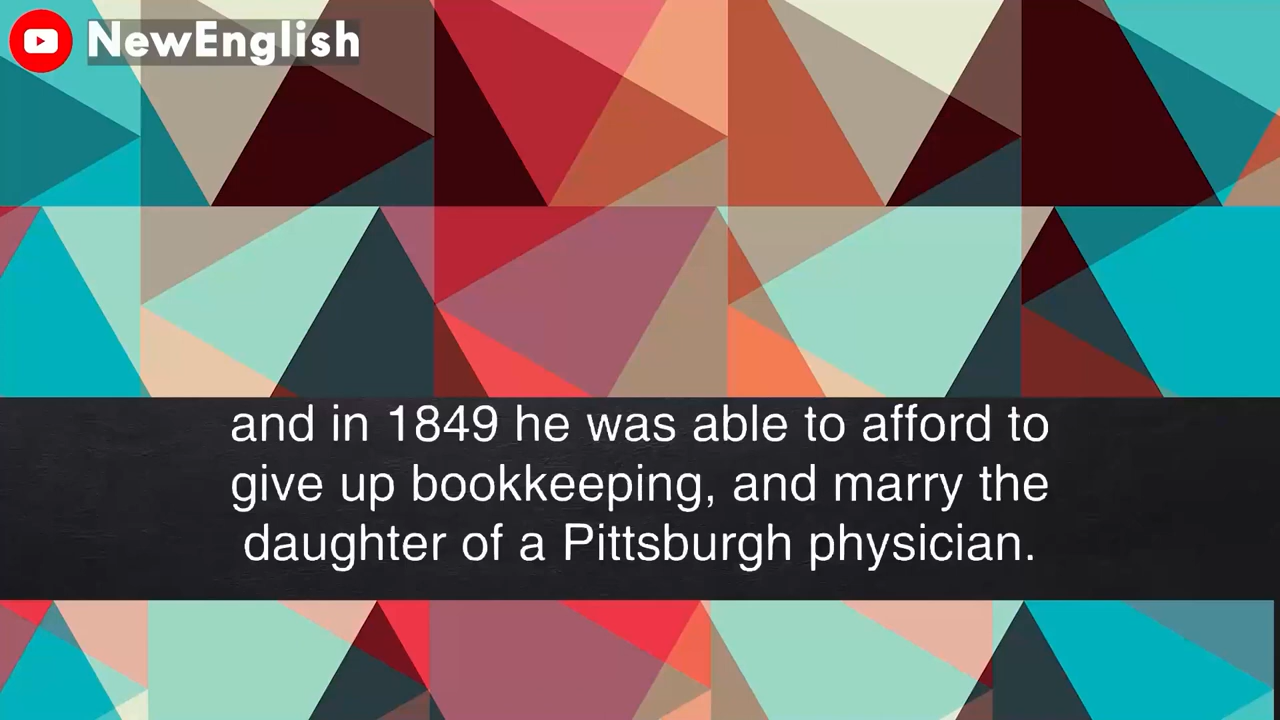 NewEnglish
and in 1849 he was able to afford to
give up bookkeeping, and marry the
daughter of a Pittsburgh physician.